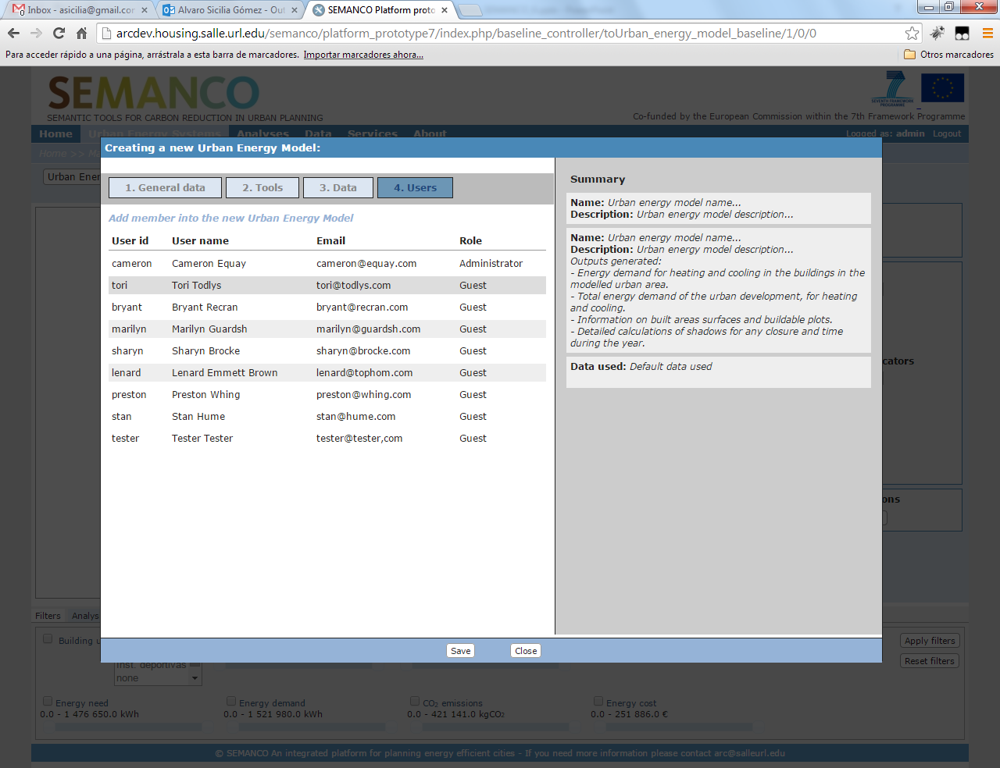 Inbox - asicilia@gmail.cor
Alvaro Sicilia Gómez - Out
SEMANCO Platform proto
arcdev.housing.salle.url.edu/semanco/platform_prototype7/index.php/baseline_controller/toUrban_energy_model_baseline/1/0/0
Para acceder rápido a una página, arrástrala a esta barra de marcadores. Importar marcadores ahora...
Otros marcadores
SEMANCO
SEMANTIC TOOLS FOR CARBON REDUCTION IN URBAN PLANNING
SEVENTH FRAMEWORK
PROGRAMME
Co-funded by the European Commission within the 7th Framework Programme
Home Urban Energy Systems Analyses Data Services About
Logged as: admin Logout
Home >> M
Urban Ener
Creating a new Urban Energy Model:
1. General data
2. Tools
3. Data
4. Users
Add member into the new Urban Energy Model
User id User name Email Role
cameron Cameron Equay cameron@equay.com Administrator
tori Tori Todlys tori@todlys.com Guest
bryant Bryant Recran bryant@recran.com Guest
marilyn Marilyn Guardsh marilyn@guardsh.com Guest
sharyn Sharyn Brocke sharyn@brocke.com Guest
lenard Lenard Emmett Brown lenard@tophom.com Guest
preston Preston Whing preston@whing.com Guest
stan Stan Hume stan@hume.com Guest
tester Tester Tester tester@tester,com Guest
Summary
Name: Urban energy model name...
Description: Urban energy model description...
Name: Urban energy model name...
Description: Urban energy model description...
Outputs generated:
- Energy demand for heating and cooling in the buildings in the
modelled urban area.
- Total energy demand of the urban development, for heating
and cooling.
- Information on built areas surfaces and buildable plots.
- Detailed calculations of shadows for any closure and time
during the year.
Data used: Default data used
cators
ons
Save
Close
Filters Analys
Building u
Inst. deportivas
none
Apply filters
Reset filters
Energy need
0.0 - 1 476 650.0 kWh
Energy demand
0.0 - 1 521 980.0 kWh
CO₂ emissions
0.0 - 421 141.0 kgCO₂
Energy cost
0.0 - 251 886.0 €
© SEMANCO An integrated platform for planning energy efficient cities - If you need more information please contact arc@salleurl.edu